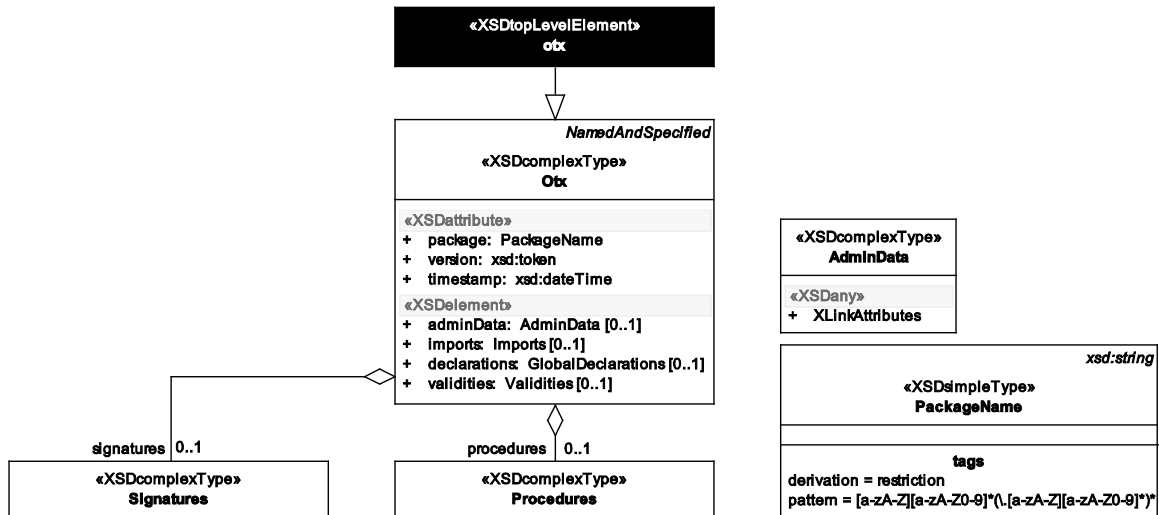 «XSDtopLevelElement»
otx
NamedAndSpecified
«XSDcomplexType»
Otx
«XSDattribute»
+ package: PackageName
+ version: xsd:token
+ timestamp: xsd:dateTime
«XSDelement»
+ adminData: AdminData [0..1]
+ imports: Imports [0..1]
+ declarations: GlobalDeclarations [0..1]
+ validities: Validities [0..1]
«XSDcomplexType»
AdminData
«XSDany»
+ XLinkAttributes
xsd:string
«XSDsimpleType»
PackageName
tags
derivation = restriction
pattern = [a-zA-Z][a-zA-Z0-9]*(\.[a-zA-Z][a-zA-Z0-9]*)*
signatures 0..1
«XSDcomplexType»
Signatures
procedures 0..1
«XSDcomplexType»
Procedures